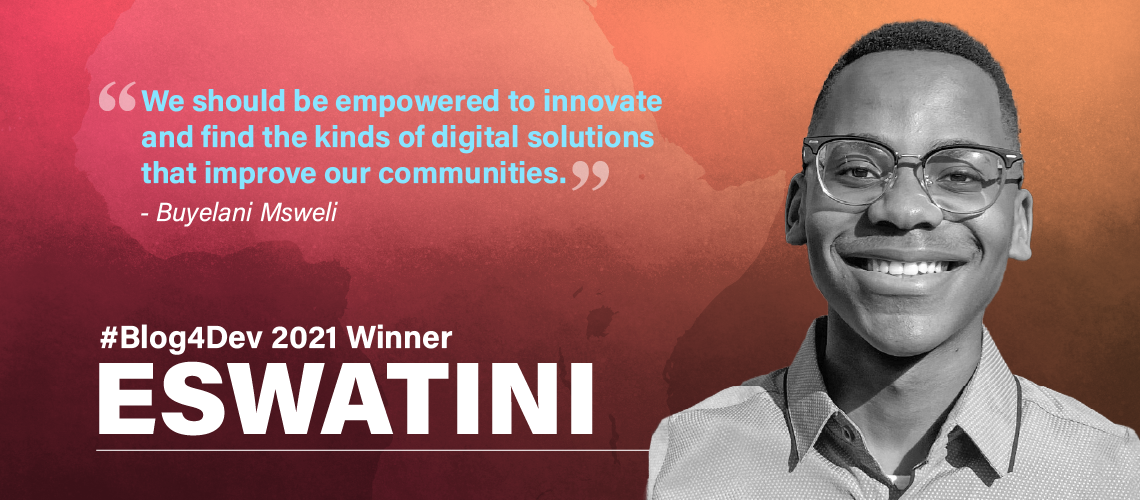 “We should be empowered to innovate
and find the kinds of digital solutions
that improve our communities.”
- Buyelani Msweli
#Blog4Dev 2021 Winner
ESWATINI